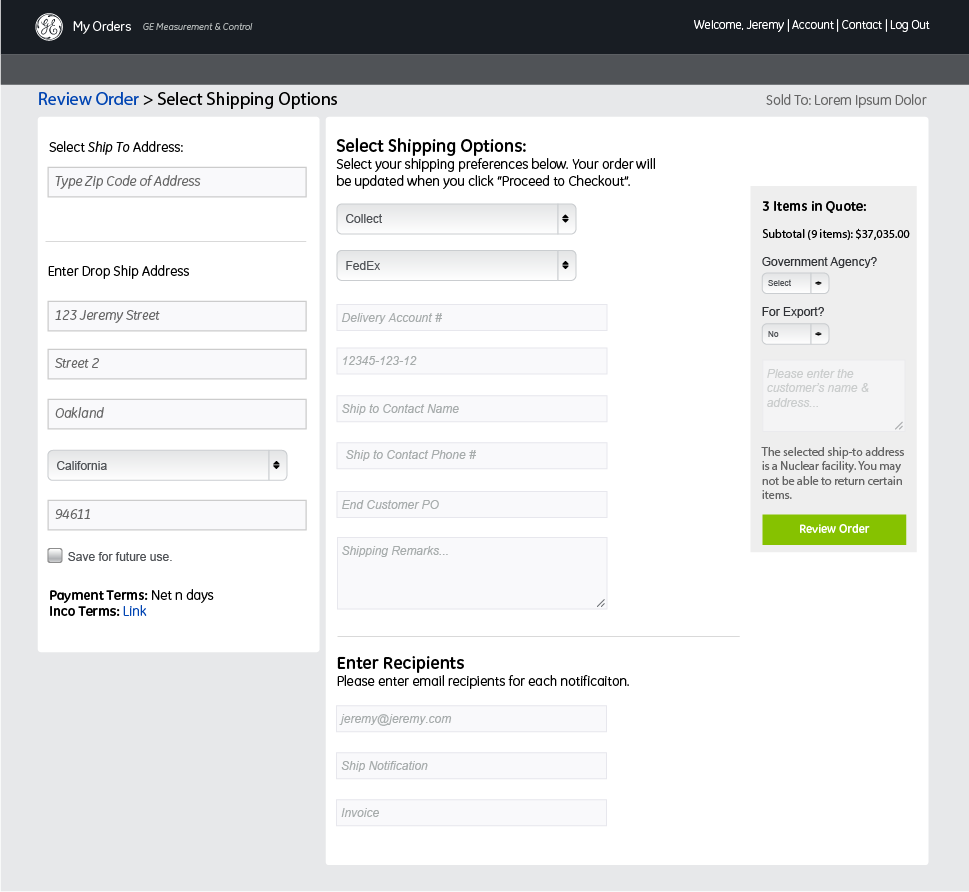 GE My Orders GE Measurement & Control
Welcome, Jeremy | Account | Contact | Log Out
Review Order > Select Shipping Options
Sold To: Lorem Ipsum Dolor
Select Ship To Address:
Type Zip Code of Address
Enter Drop Ship Address
123 Jeremy Street
Street 2
Oakland
California
94611
Save for future use.
Payment Terms: Net n days
Inco Terms: Link
Select Shipping Options:
Select your shipping preferences below. Your order will
be updated when you click "Proceed to Checkout".
Collect
FedEx
Delivery Account #
12345-123-12
Ship to Contact Name
Ship to Contact Phone #
End Customer PO
Shipping Remarks...
Enter Recipients
Please enter email recipients for each notificaiton.
jeremy@jeremy.com
Ship Notification
Invoice
3 Items in Quote:
Subtotal (9 items): $37,035.00
Government Agency?
Select
For Export?
No
Please enter the
customer's name &
address...
The selected ship-to address
is a Nuclear facility. You may
not be able to return certain
items.
Review Order